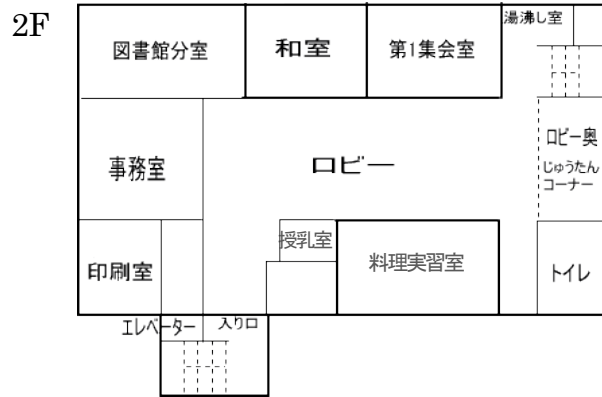 2F
湯沸し室
図書館分室
和室
第1集会室
事務室
ロビー
ロビー奥
じゅうたん
コーナー
授乳室
印刷室
料理実習室
トイレ
エレベーター
入り口